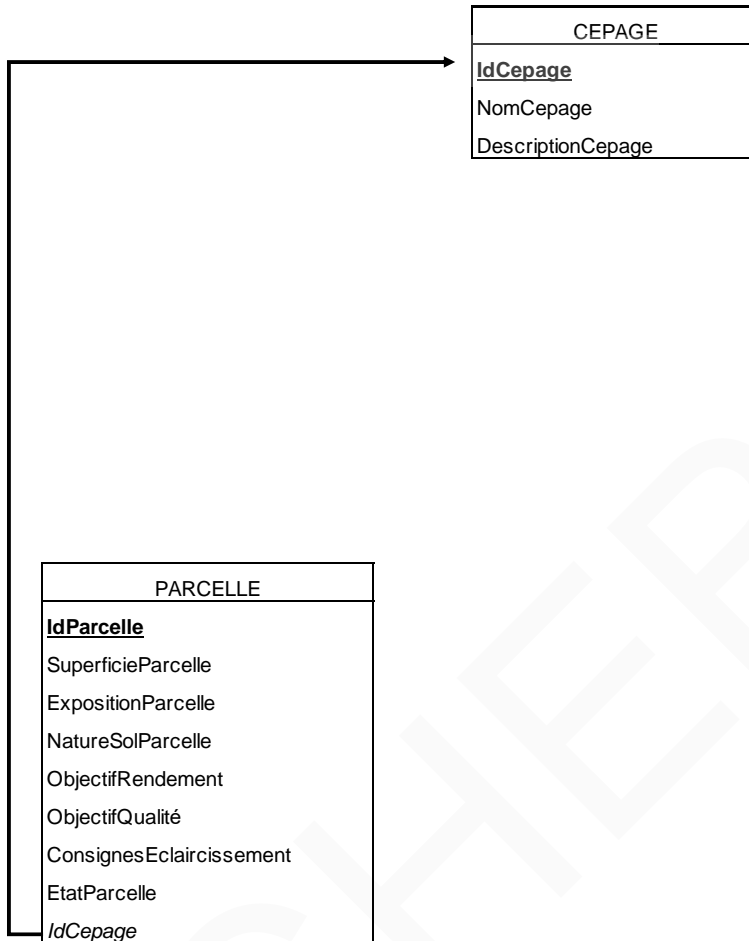 CEPAGE
IdCepage
NomCepage
DescriptionCepage
PARCELLE
IdParcelle
SuperficieParcelle
ExpositionParcelle
NatureSolParcelle
ObjectifRendement
ObjectifQualité
ConsignesEclaircissement
EtatParcelle
IdCepage